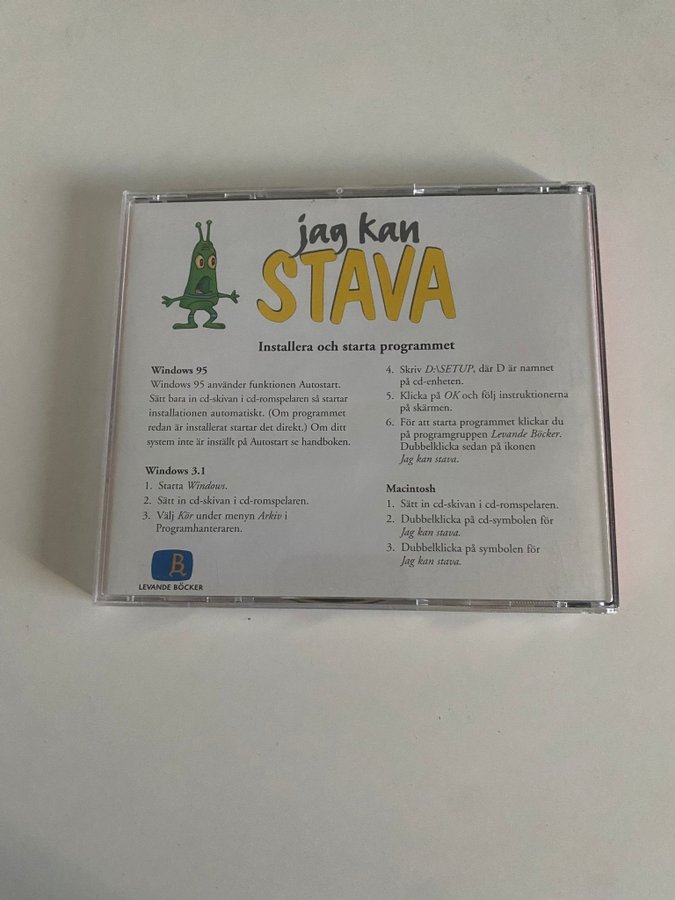 jag kan
STAVA
Installera och starta programmet
Windows 95
Windows 95 använder funktionen Autostart.
Sätt bara in cd-skivan i cd-romspelaren så startar
installationen automatiskt. (Om programmet
redan är installerat startar det direkt.) Om ditt
system inte är inställt på Autostart se handboken.
Windows 3.1
1. Starta Windows.
2. Sätt in cd-skivan i cd-romspelaren.
3. Välj Kör under menyn Arkiv i
Programhanteraren.
4. Skriv D:\SETUP, där D är namnet
på cd-enheten.
5. Klicka på OK och följ instruktionerna
på skärmen.
6. För att starta programmet klickar du
på programgruppen Levande Böcker.
Dubbelklicka sedan på ikonen
Jag kan stava.
Macintosh
1. Sätt in cd-skivan i cd-romspelaren.
2. Dubbelklicka på cd-symbolen för
Jag kan stava.
3. Dubbelklicka på symbolen för
Jag kan stava.
LEVANDE BÖCKER